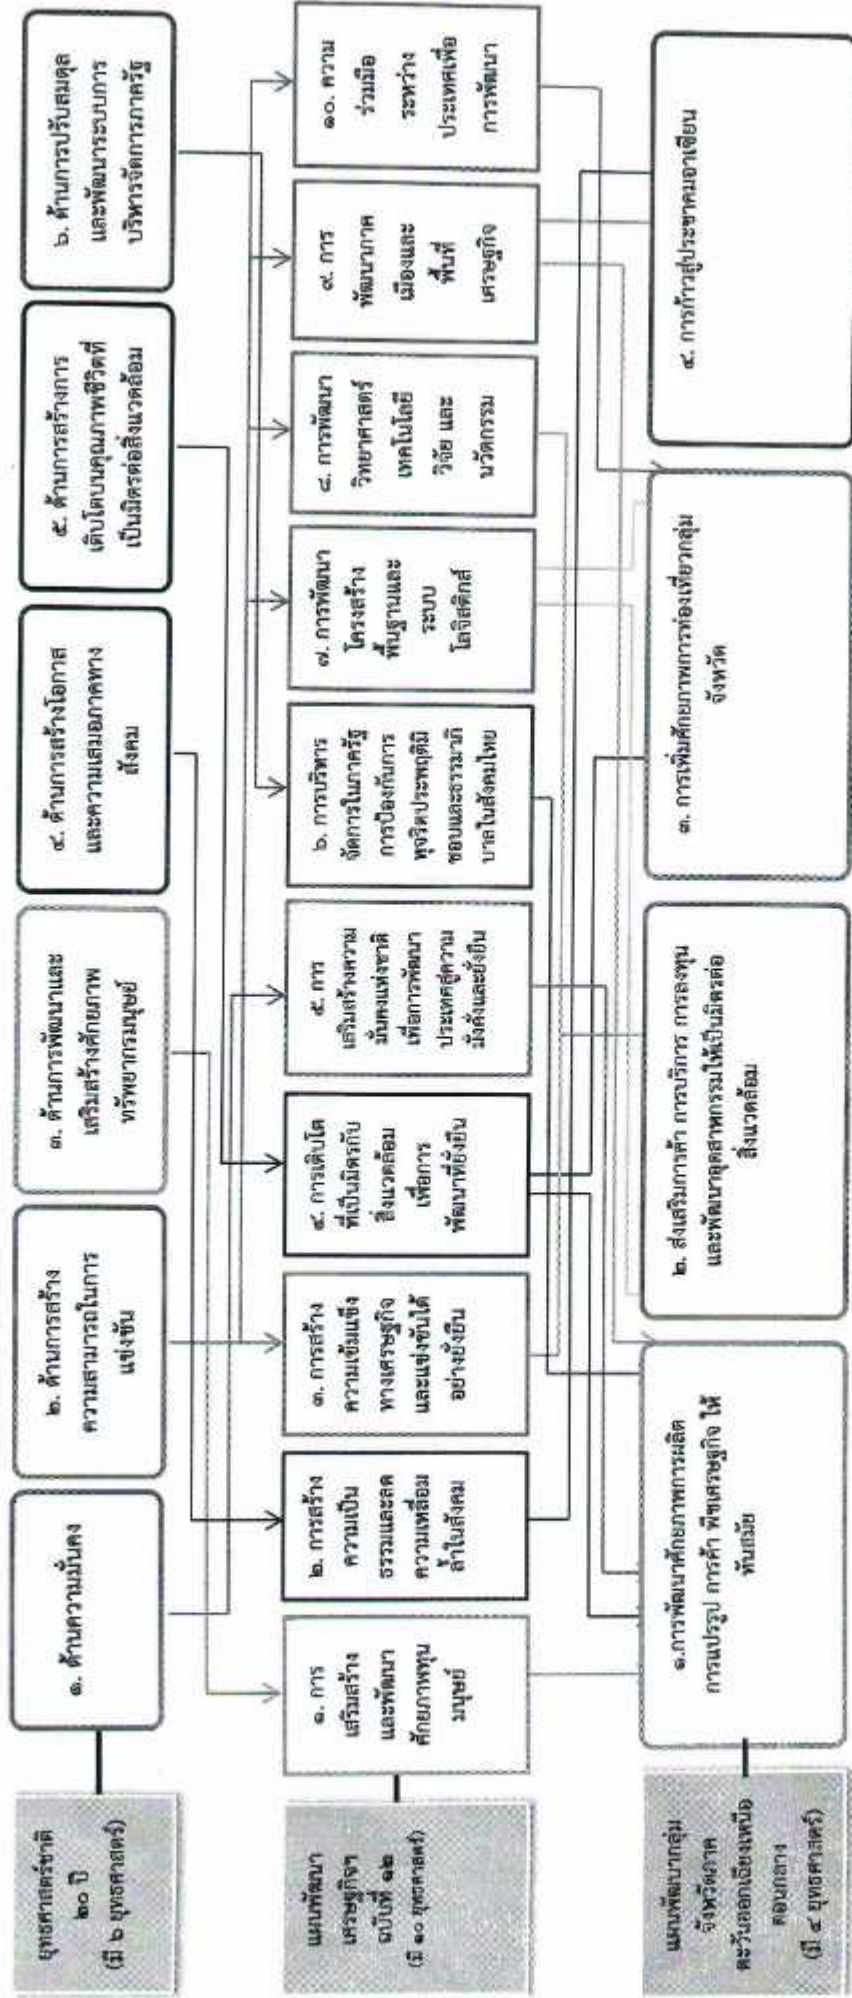 ยุทธศาสตร์ชาติ
๒๐ ปี
(มี ๖ ยุทธศาสตร์)
๑. ด้านความมั่นคง
๒. ด้านการสร้าง
ความสามารถในการ
แข่งขัน
๓. ด้านการพัฒนาและ
เสริมสร้างศักยภาพ
ทรัพยากรมนุษย์
๔. ด้านการสร้างโอกาส
และความเสมอภาคทาง
สังคม
๕. ด้านการสร้างการ
เติบโตบนคุณภาพชีวิตที่
เป็นมิตรต่อสิ่งแวดล้อม
๖. ด้านการปรับสมดุล
และพัฒนาระบบการ
บริหารจัดการภาครัฐ
แผนพัฒนา
เศรษฐกิจฯ
ฉบับที่ ๑๒
(มี ๑๐ ยุทธศาสตร์)
๑. การ
เสริมสร้าง
และพัฒนา
ศักยภาพทุน
มนุษย์
๒. การสร้าง
ความเป็น
ธรรมและลด
ความเหลื่อม
ล้ำในสังคม
๓. การสร้าง
ความเข้มแข็ง
ทางเศรษฐกิจ
และแข่งขันได้
อย่างยั่งยืน
๔. การเติบโต
ที่เป็นมิตรกับ
สิ่งแวดล้อม
เพื่อการ
พัฒนาที่ยั่งยืน
๕. การ
เสริมสร้างความ
มั่นคงแห่งชาติ
เพื่อการพัฒนา
ประเทศสู่ความ
มั่งคั่งและยั่งยืน
๖. การบริหาร
จัดการในภาครัฐ
การป้องกันการ
ทุจริตประพฤติมิ
ชอบและธรรมาภิ
บาลในสังคมไทย
๗. การพัฒนา
โครงสร้าง
พื้นฐานและ
ระบบ
โลจิสติกส์
๘. การพัฒนา
วิทยาศาสตร์
เทคโนโลยี
วิจัย และ
นวัตกรรม
๙. การ
พัฒนาภาค
เมืองและ
พื้นที่
เศรษฐกิจ
๑๐. ความ
ร่วมมือ
ระหว่าง
ประเทศเพื่อ
การพัฒนา
แผนพัฒนากลุ่ม
จังหวัดภาค
ตะวันออกเฉียงเหนือ
ตอนกลาง
(มี ๔ ยุทธศาสตร์)
๑.การพัฒนาศักยภาพการผลิต
การแปรรูป การค้า พืชเศรษฐกิจ ให้
ทันสมัย
๒. ส่งเสริมการค้า การบริการ การลงทุน
และพัฒนาอุตสาหกรรมให้เป็นมิตรต่อ
สิ่งแวดล้อม
๓. การเพิ่มศักยภาพการท่องเที่ยวกลุ่ม
จังหวัด
๔. การก้าวสู่ประชาคมอาเซียน